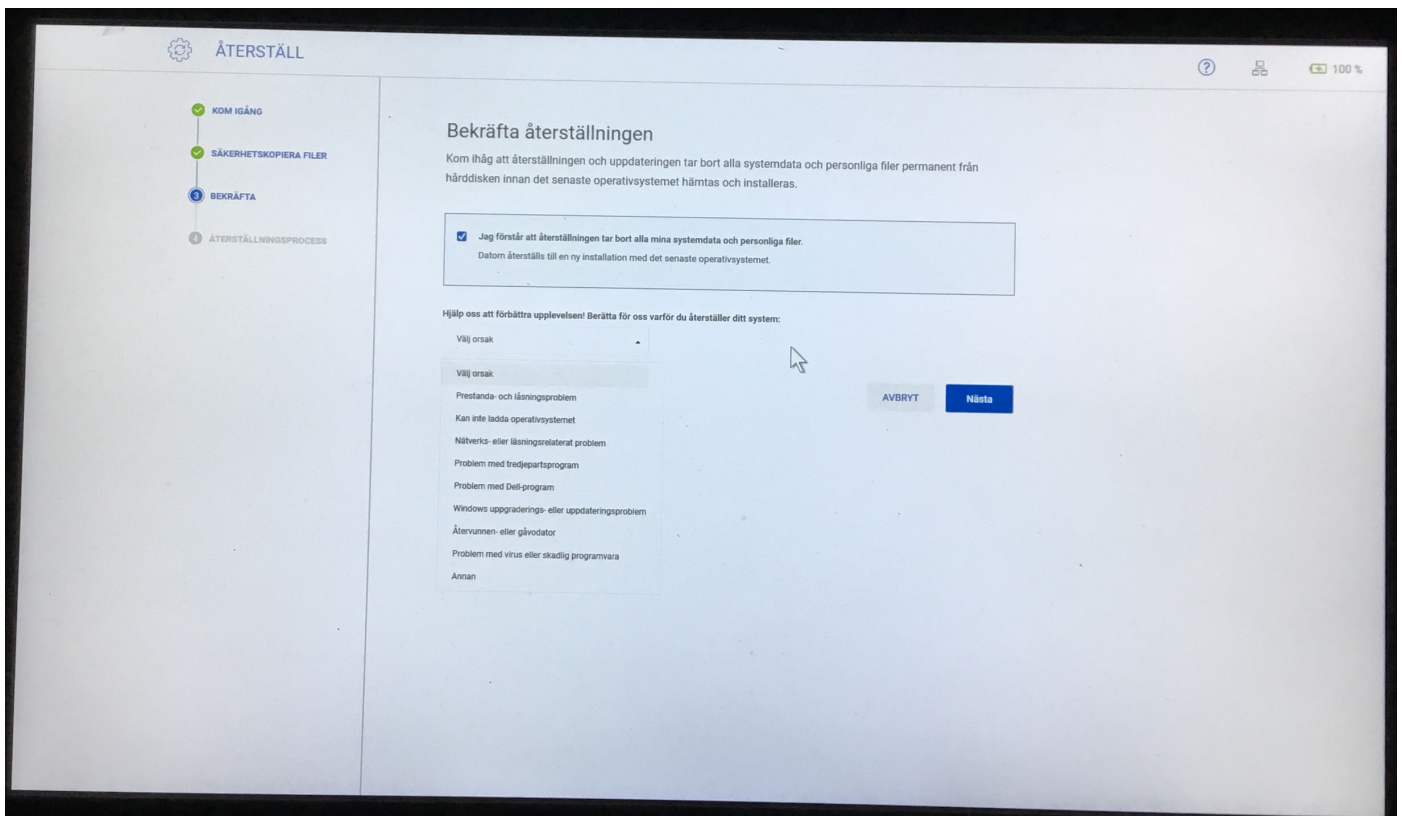 ÅTERSTÄLL
100 %
KOM IGÅNG
SÄKERHETSKOPIERA FILER
3 BEKRÄFTA
4 ÅTERSTÄLLNINGSPROCESS
Bekräfta återställningen
Kom ihåg att återställningen och uppdateringen tar bort alla systemdata och personliga filer permanent från
hårddisken innan det senaste operativsystemet hämtas och installeras.
Jag förstår att återställningen tar bort alla mina systemdata och personliga filer.
Datorn återställs till en ny installation med det senaste operativsystemet.
Hjälp oss att förbättra upplevelsen! Berätta för oss varför du återställer ditt system:
Välj orsak
Välj orsak
Prestanda- och låsningsproblem
Kan inte ladda operativsystemet
Nätverks- eller låsningsrelaterat problem
Problem med tredjepartsprogram
Problem med Dell-program
Windows uppgraderings- eller uppdateringsproblem
Återvunnen- eller gåvodator
Problem med virus eller skadlig programvara
Annan
AVBRYT
Nästa